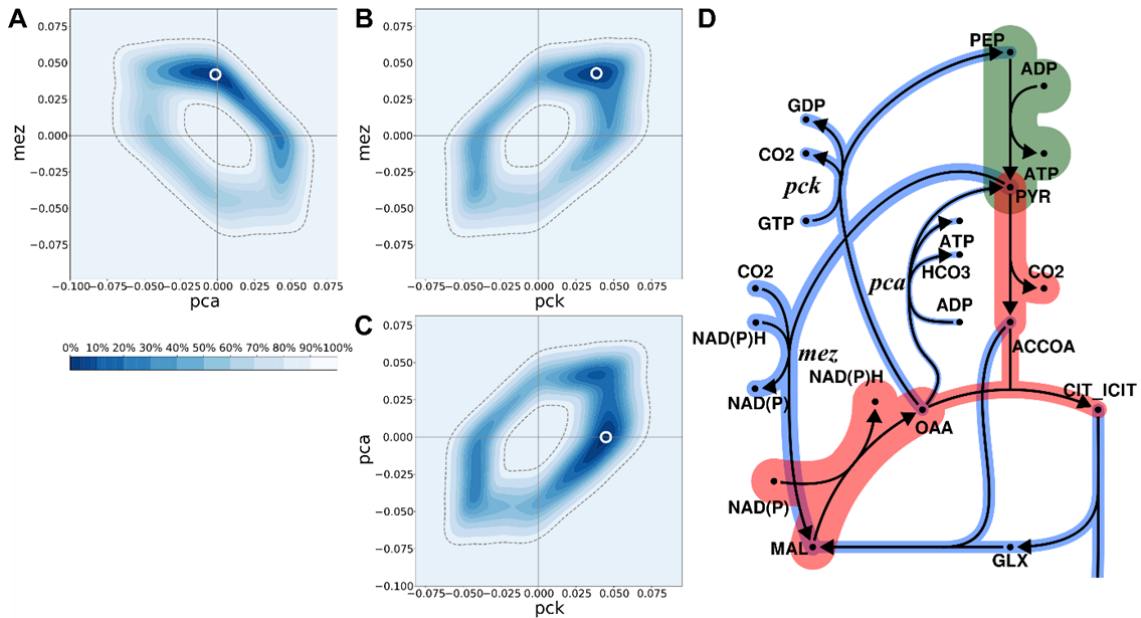 A
0.075
0.050
0.025
0.000
−0.025
−0.050
−0.075
mez
−0.100
−0.075
−0.050
−0.025
0.000
0.025
0.050
0.075
pca
B
0.075
0.050
0.025
0.000
−0.025
−0.050
−0.075
mez
−0.075
−0.050
−0.025
0.000
0.025
0.050
0.075
pck
0% 10% 20% 30% 40% 50% 60% 70% 80% 90% 100%
C
0.075
0.050
0.025
0.000
−0.025
−0.050
−0.075
−0.100
pca
−0.075
−0.050
−0.025
0.000
0.025
0.050
0.075
pck
D
PEP
ADP
GDP
CO2
ATP
pck
PYR
GTP
ATP
HCO3
CO2
CO2
pca
ADP
NAD(P)H
ACCOA
mez
NAD(P)H
NAD(P)
CIT_ICIT
OAA
NAD(P)
MAL
GLX